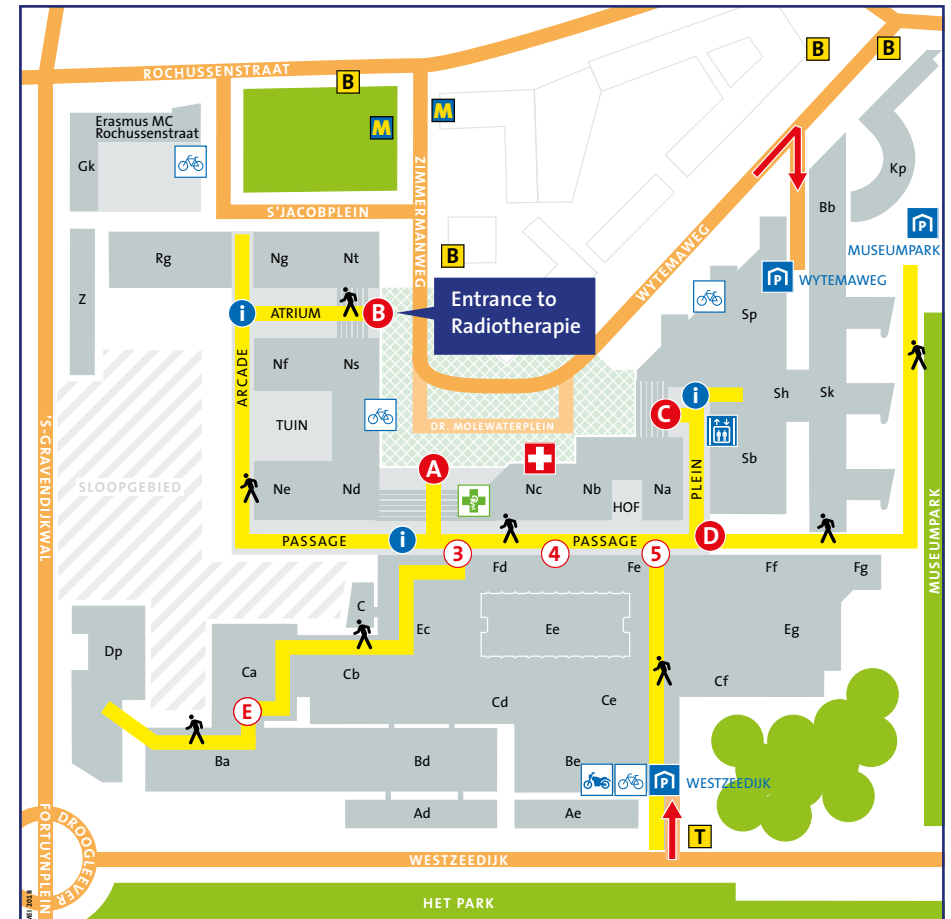 ROCHUSSENSTRAAT
B
B
B
Erasmus MC
Rochussenstraat
Gk
M
M
ZIMMERMANWEG
Kp
Bb
S'JACOBPLEIN
WYTEMAWEG
P
MUSEUMPARK
Z
Rg
Ng
Nt
B
P
WYTEMAWEG
Sp
i
ATRIUM
B
Entrance to
Radiotherapie
ARCADE
Nf
Ns
TUIN
DR. MOLEWATERPLEIN
C
i
Sh
Sk
'S-GRAVENDIJKWAL
SLOOPGEBIED
Ne
Nd
A
Nc
Nb
HOF
Na
PLEIN
Sb
MUSEUMPARK
PASSAGE
i
3
4
PASSAGE
5
D
Fd
Fe
Ff
Fg
C
Ec
Ee
Eg
Dp
Ca
Cb
Cd
Ce
Cf
E
Ba
Bd
Be
P
WESTZEEDIJK
Ad
Ae
T
DROOGLEEVER
FORTUYNPLEIN
WESTZEEDIJK
HET PARK
2018